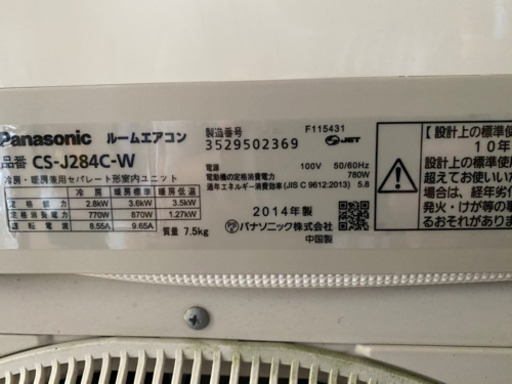 Panasonic ルームエアコン
品番 CS-J284C-W
冷房・暖房兼用セパレート形室内ユニット
冷房 暖房標準 暖房低温
定格能力 2.8kW 3.6kW 3.5kW
定格消費電力 770W 870W 1.27kW
運転電流 8.55A 9.65A
質量 7.5kg
製造番号 F115431
3529502369 JET
電源 100V 50/60Hz
電動機の定格消費電力 780W
通年エネルギー消費効率(JIS C 9612:2013) 5.8
2014年製
パナソニック株式会社
中国製
【設計上の標準使
10年
設計上の標準使
超えてお使いいた
場合は、経年劣化
発火・けが等の事
るおそれがありま